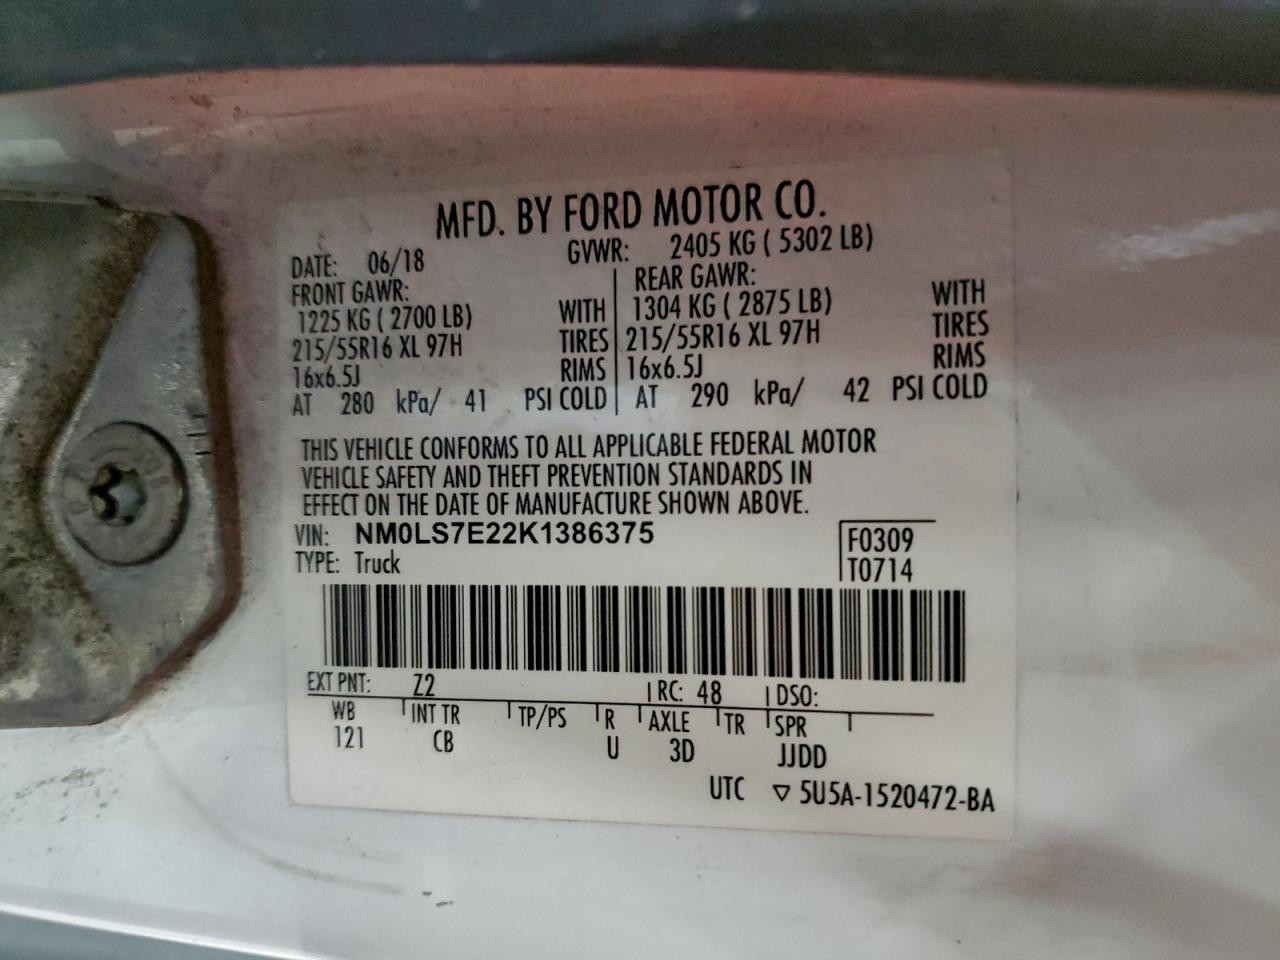 MFD. BY FORD MOTOR CO.
DATE: 06/18 GVWR: 2405 KG ( 5302 LB)
FRONT GAWR: REAR GAWR:
1225 KG ( 2700 LB) WITH 1304 KG ( 2875 LB) WITH
215/55R16 XL 97H TIRES 215/55R16 XL 97H TIRES
16x6.5J RIMS 16x6.5J RIMS
AT 280 kPa/ 41 PSI COLD AT 290 kPa/ 42 PSI COLD
THIS VEHICLE CONFORMS TO ALL APPLICABLE FEDERAL MOTOR
VEHICLE SAFETY AND THEFT PREVENTION STANDARDS IN
EFFECT ON THE DATE OF MANUFACTURE SHOWN ABOVE.
VIN: NM0LS7E22K1386375 F0309
TYPE: Truck T0714
EXT PNT: Z2 RC: 48 DSO:
WB INT TR TP/PS R AXLE TR SPR
121 CB U 3D JJDD
UTC ▽ 5U5A-1520472-BA